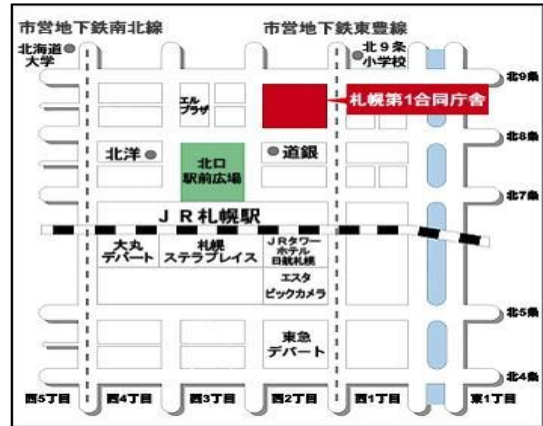 市営地下鉄南北線
市営地下鉄東豊線
北海道
大学
北9条
小学校
北9条
エル
プラザ
札幌第1合同庁舎
北8条
北洋
北口
駅前広場
道銀
北7条
JR札幌駅
大丸
デパート
札幌
ステラプレイス
JRタワー
ホテル
日航札幌
エスタ
ビックカメラ
北5条
東急
デパート
北4条
西5丁目
西4丁目
西3丁目
西2丁目
西1丁目
東1丁目